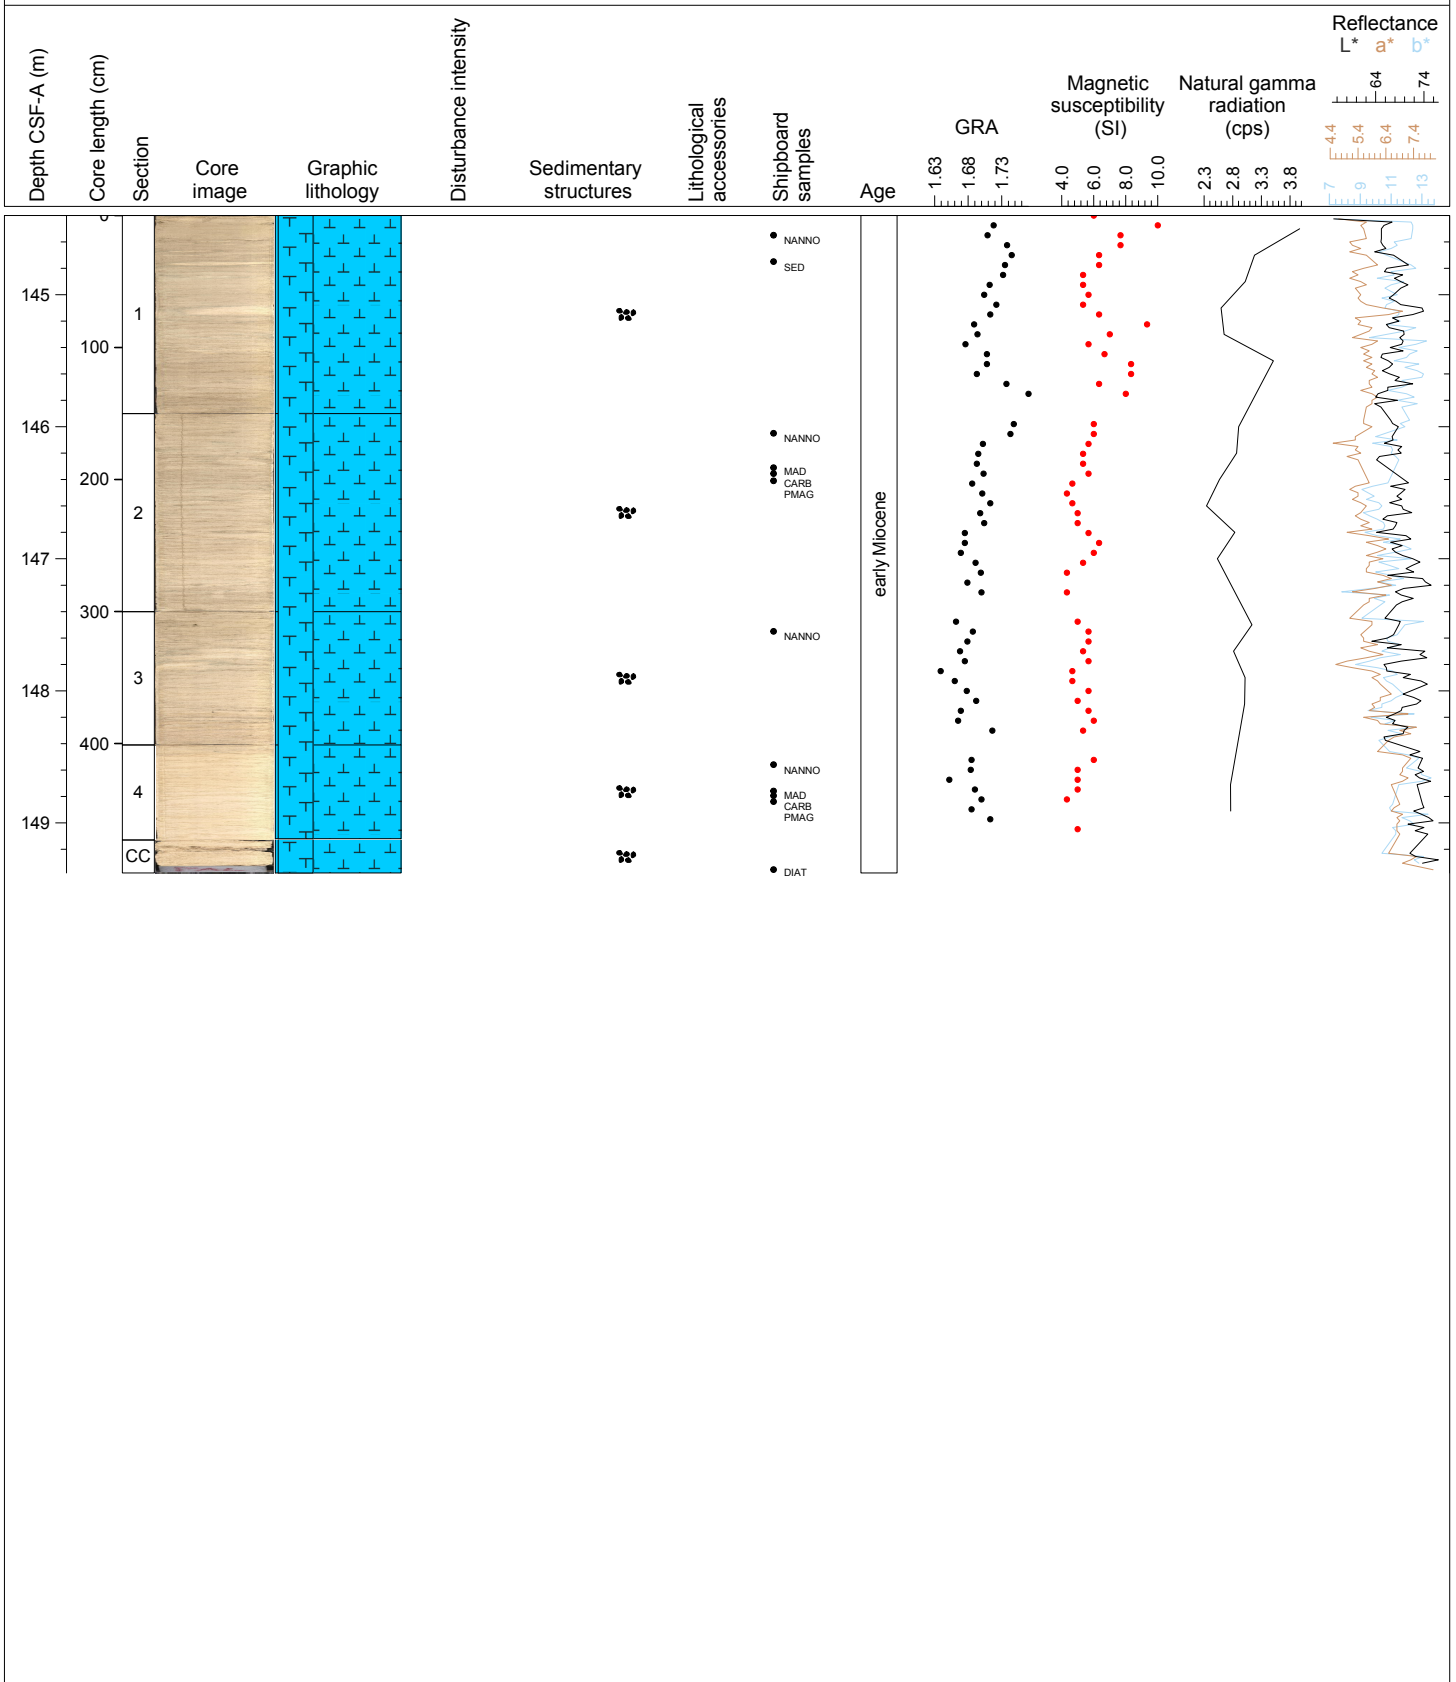 Depth CSF-A (m)
Core length (cm)
Section
Core
image
Graphic
lithology
Disturbance intensity
Sedimentary
structures
Lithological
accessories
Shipboard
samples
Age
GRA
1.63 1.68 1.73
Magnetic
susceptibility
(SI)
4.0 6.0 8.0 10.0
Natural gamma
radiation
(cps)
2.3 2.8 3.3 3.8
Reflectance
L* a* b*
64 74
4.4 5.4 6.4 7.4
7 9 11 13
0
NANNO
SED
145
1
100
146
NANNO
MAD
200
CARB
PMAG
2
early Miocene
147
300
NANNO
3
148
400
NANNO
4
MAD
CARB
PMAG
149
CC
DIAT